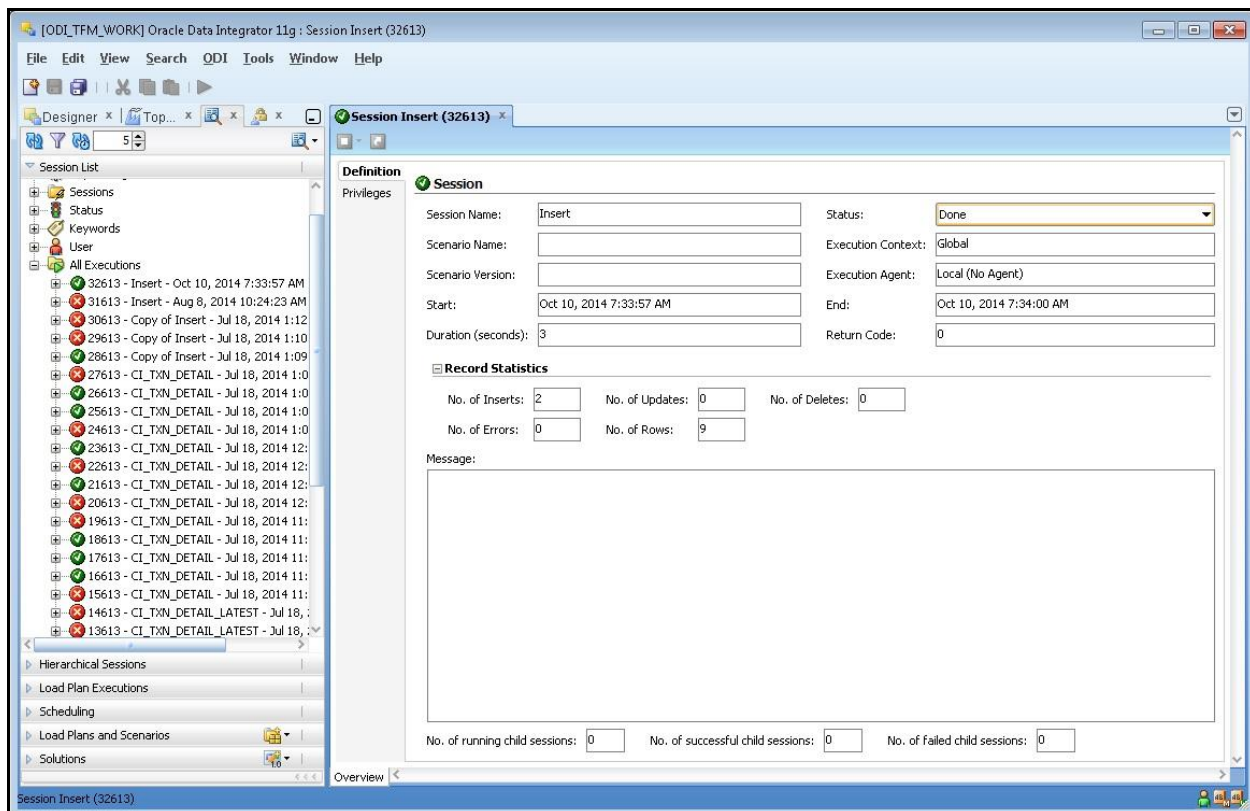 [ODI_TFM_WORK] Oracle Data Integrator 11g : Session Insert (32613)
File Edit View Search ODI Tools Window Help
Designer x Top... x x x
5
Session List
Sessions
Status
Keywords
User
All Executions
32613 - Insert - Oct 10, 2014 7:33:57 AM
31613 - Insert - Aug 8, 2014 10:24:23 AM
30613 - Copy of Insert - Jul 18, 2014 1:12
29613 - Copy of Insert - Jul 18, 2014 1:10
28613 - Copy of Insert - Jul 18, 2014 1:09
27613 - CI_TXN_DETAIL - Jul 18, 2014 1:0
26613 - CI_TXN_DETAIL - Jul 18, 2014 1:0
25613 - CI_TXN_DETAIL - Jul 18, 2014 1:0
24613 - CI_TXN_DETAIL - Jul 18, 2014 1:0
23613 - CI_TXN_DETAIL - Jul 18, 2014 12:
22613 - CI_TXN_DETAIL - Jul 18, 2014 12:
21613 - CI_TXN_DETAIL - Jul 18, 2014 12:
20613 - CI_TXN_DETAIL - Jul 18, 2014 12:
19613 - CI_TXN_DETAIL - Jul 18, 2014 11:
18613 - CI_TXN_DETAIL - Jul 18, 2014 11:
17613 - CI_TXN_DETAIL - Jul 18, 2014 11:
16613 - CI_TXN_DETAIL - Jul 18, 2014 11:
15613 - CI_TXN_DETAIL - Jul 18, 2014 11:
14613 - CI_TXN_DETAIL_LATEST - Jul 18, :
13613 - CI_TXN_DETAIL_LATEST - Jul 18, :
Hierarchical Sessions
Load Plan Executions
Scheduling
Load Plans and Scenarios
Solutions
1.0
Session Insert (32613) x
Definition
Privileges
Session
Session Name: Insert Status: Done
Scenario Name: Execution Context: Global
Scenario Version: Execution Agent: Local (No Agent)
Start: Oct 10, 2014 7:33:57 AM End: Oct 10, 2014 7:34:00 AM
Duration (seconds): 3 Return Code: 0
Record Statistics
No. of Inserts: 2 No. of Updates: 0 No. of Deletes: 0
No. of Errors: 0 No. of Rows: 9
Message:
No. of running child sessions: 0 No. of successful child sessions: 0 No. of failed child sessions: 0
Overview
Session Insert (32613)